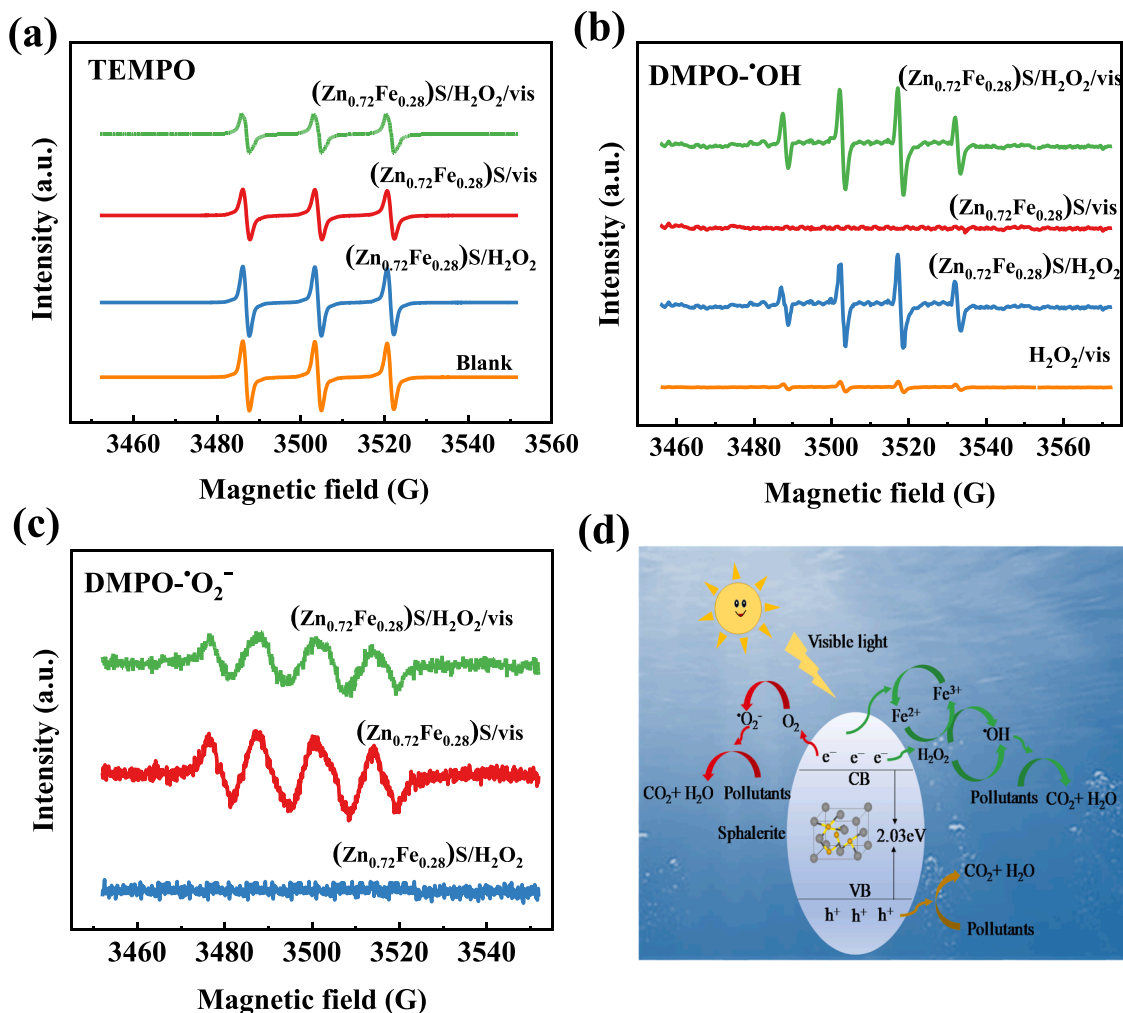 (a)
TEMPO
(Zn₀.₇₂Fe₀.₂₈)S/H₂O₂/vis
(Zn₀.₇₂Fe₀.₂₈)S/vis
(Zn₀.₇₂Fe₀.₂₈)S/H₂O₂
Blank
Intensity (a.u.)
3460 3480 3500 3520 3540 3560
Magnetic field (G)
(b)
DMPO-•OH
(Zn₀.₇₂Fe₀.₂₈)S/H₂O₂/vis
(Zn₀.₇₂Fe₀.₂₈)S/vis
(Zn₀.₇₂Fe₀.₂₈)S/H₂O₂
H₂O₂/vis
Intensity (a.u.)
3460 3480 3500 3520 3540 3560
Magnetic field (G)
(c)
DMPO-•O₂⁻
(Zn₀.₇₂Fe₀.₂₈)S/H₂O₂/vis
(Zn₀.₇₂Fe₀.₂₈)S/vis
(Zn₀.₇₂Fe₀.₂₈)S/H₂O₂
Intensity (a.u.)
3460 3480 3500 3520 3540
Magnetic field (G)
(d)
Visible light
Fe³⁺
Fe²⁺
•O₂⁻ O₂
•OH
H₂O₂
e⁻ e⁻ e⁻
CB
CO₂+ H₂O Pollutants
Pollutants CO₂+ H₂O
Sphalerite
2.03eV
VB
CO₂+ H₂O
h⁺ h⁺ h⁺
Pollutants